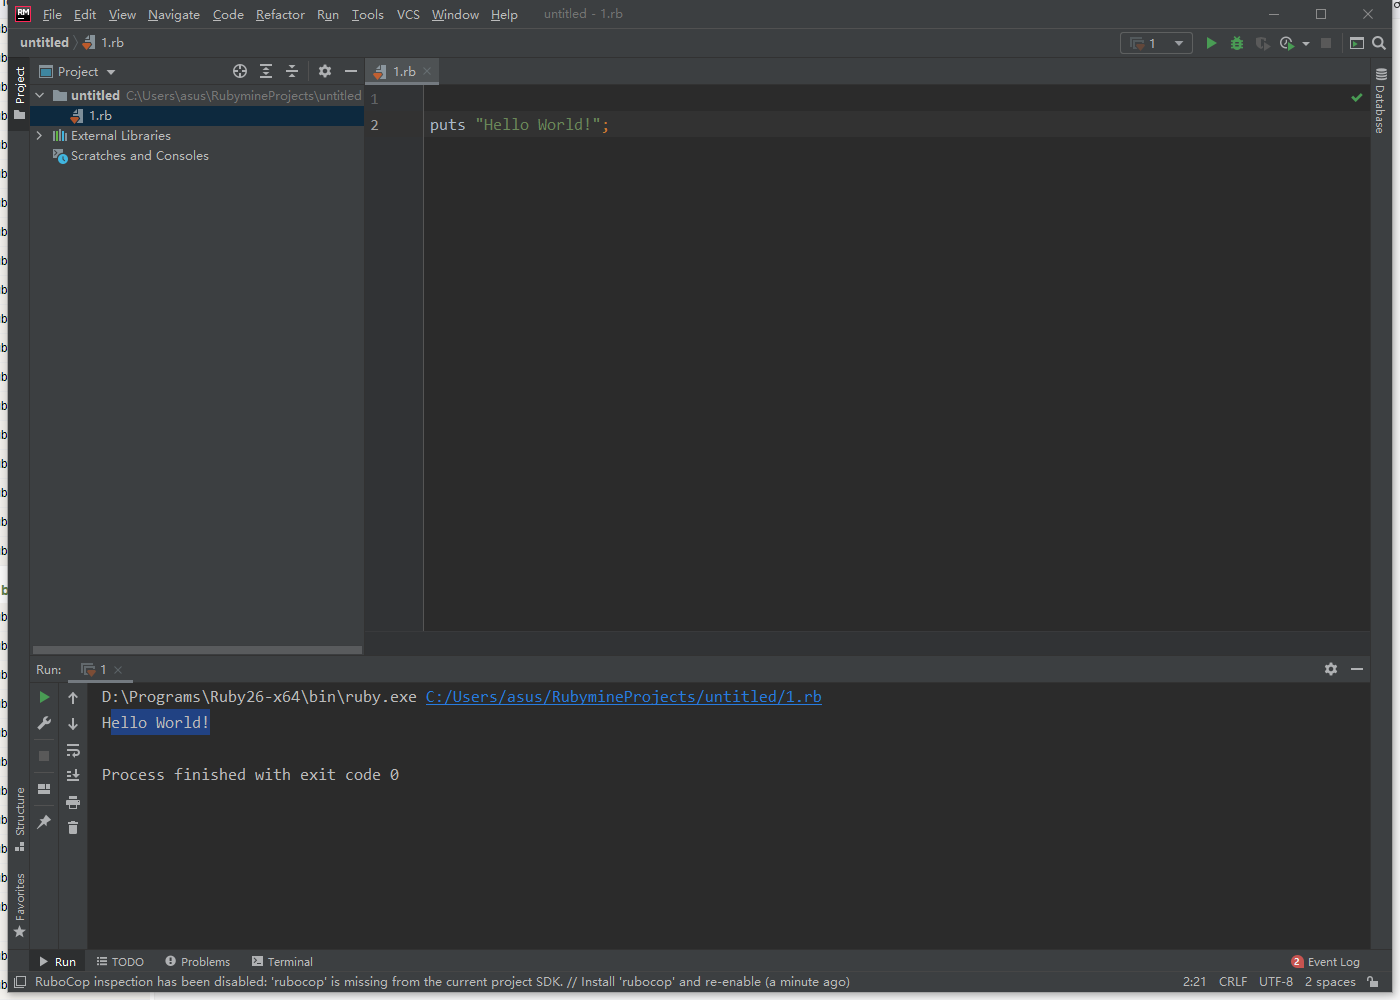 File Edit View Navigate Code Refactor Run Tools VCS Window Help untitled - 1.rb
untitled 1.rb 1
Project
1.rb
Project
untitled C:\Users\asus\RubymineProjects\untitled
1.rb
External Libraries
Scratches and Consoles
1
2
puts "Hello World!";
Database
Run: 1
D:\Programs\Ruby26-x64\bin\ruby.exe C:/Users/asus/RubymineProjects/untitled/1.rb
Hello World!
Process finished with exit code 0
Structure
Favorites
Run TODO Problems Terminal 2 Event Log
RuboCop inspection has been disabled: 'rubocop' is missing from the current project SDK. // Install 'rubocop' and re-enable (a minute ago) 2:21 CRLF UTF-8 2 spaces